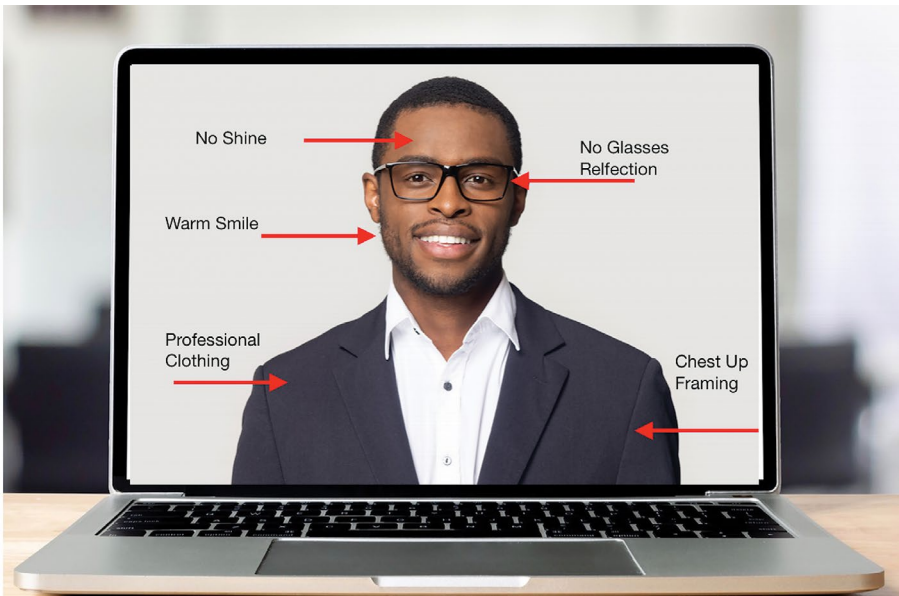 No Shine
No Glasses
Relfection
Warm Smile
Professional
Clothing
Chest Up
Framing